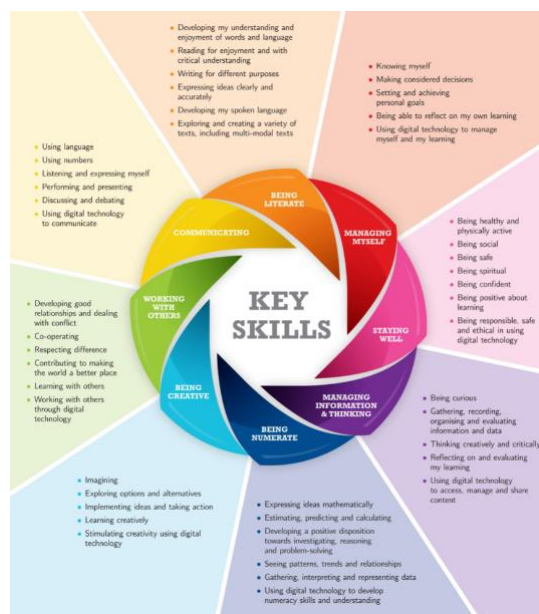 Developing my understanding and
enjoyment of words and language
Reading for enjoyment and with
critical understanding
Writing for different purposes
Expressing ideas clearly and
accurately
Developing my spoken language
Exploring and creating a variety of
texts, including multi-modal texts
Knowing myself
Making considered decisions
Setting and achieving
personal goals
Being able to reflect on my own learning
Using digital technology to manage
myself and my learning
Using language
Using numbers
Listening and expressing myself
Performing and presenting
Discussing and debating
Using digital technology
to communicate
BEING
LITERATE
COMMUNICATING
MANAGING
MYSELF
Being healthy and
physically active
Being social
Being safe
Being spiritual
Being confident
Being positive about
learning
Being responsible, safe
and ethical in using
digital technology
WORKING
WITH
OTHERS
KEY
SKILLS
STAYING
WELL
Developing good
relationships and dealing
with conflict
Co-operating
Respecting difference
Contributing to making
the world a better place
Learning with others
Working with others
through digital
technology
BEING
CREATIVE
BEING
NUMERATE
MANAGING
INFORMATION
& THINKING
Being curious
Gathering, recording,
organising and evaluating
information and data
Thinking creatively and critically
Reflecting on and evaluating
my learning
Using digital technology
to access, manage and share
content
Imagining
Exploring options and alternatives
Implementing ideas and taking action
Learning creatively
Stimulating creativity using digital
technology
Expressing ideas mathematically
Estimating, predicting and calculating
Developing a positive disposition
towards investigating, reasoning
and problem-solving
Seeing patterns, trends and relationships
Gathering, interpreting and representing data
Using digital technology to develop
numeracy skills and understanding